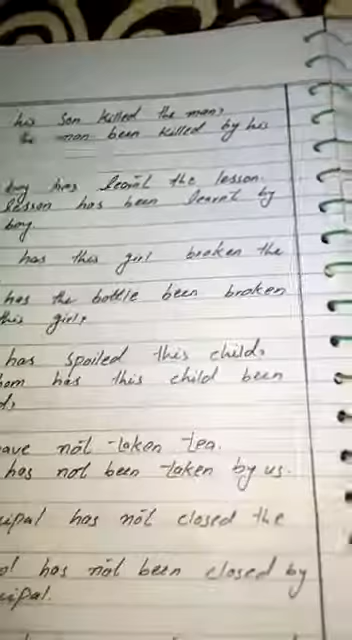 his son killed the man?
the man been killed by his
boy has learnt the lesson.
lesson has been learnt by
boy.
has this girl broken the
has the bottle been broken
this girl?
has spoiled this child?
hom has this child been
d?
ave not taken tea.
has not been taken by us.
cipal has not closed the
ol has not been closed by
cipal.